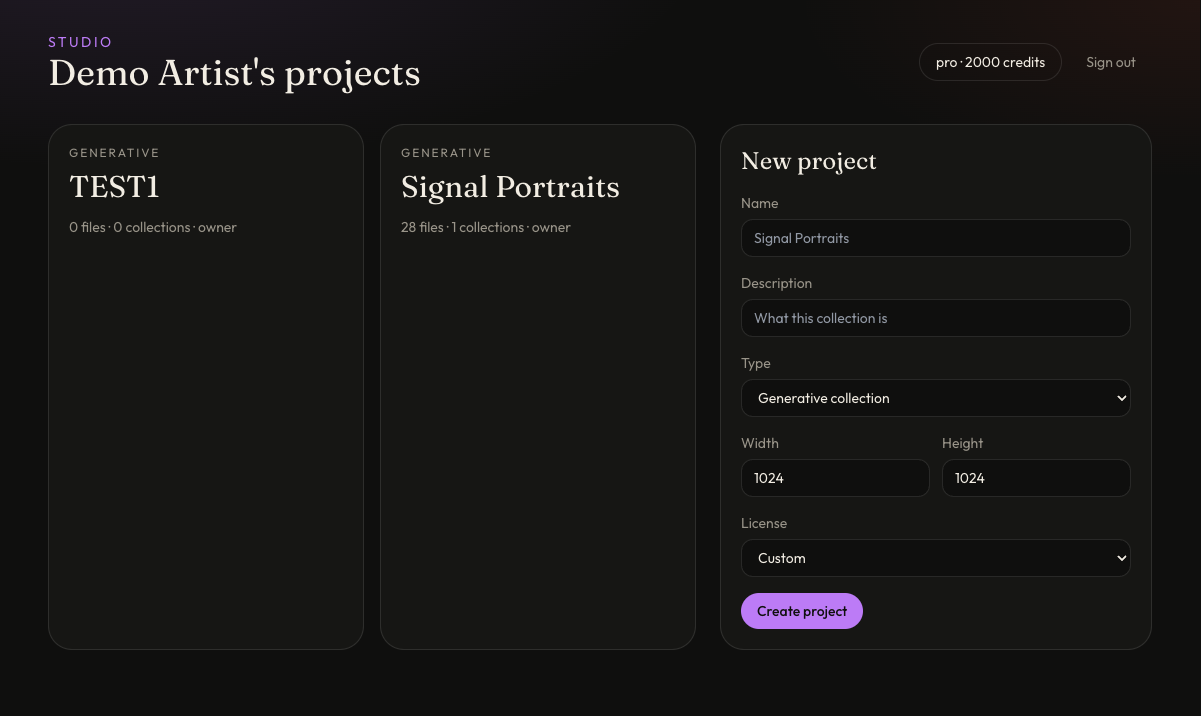 STUDIO
Demo Artist's projects
pro · 2000 credits
Sign out
GENERATIVE
TEST1
0 files · 0 collections · owner
GENERATIVE
Signal Portraits
28 files · 1 collections · owner
New project
Name
Signal Portraits
Description
What this collection is
Type
Generative collection
Width
Height
1024
1024
License
Custom
Create project